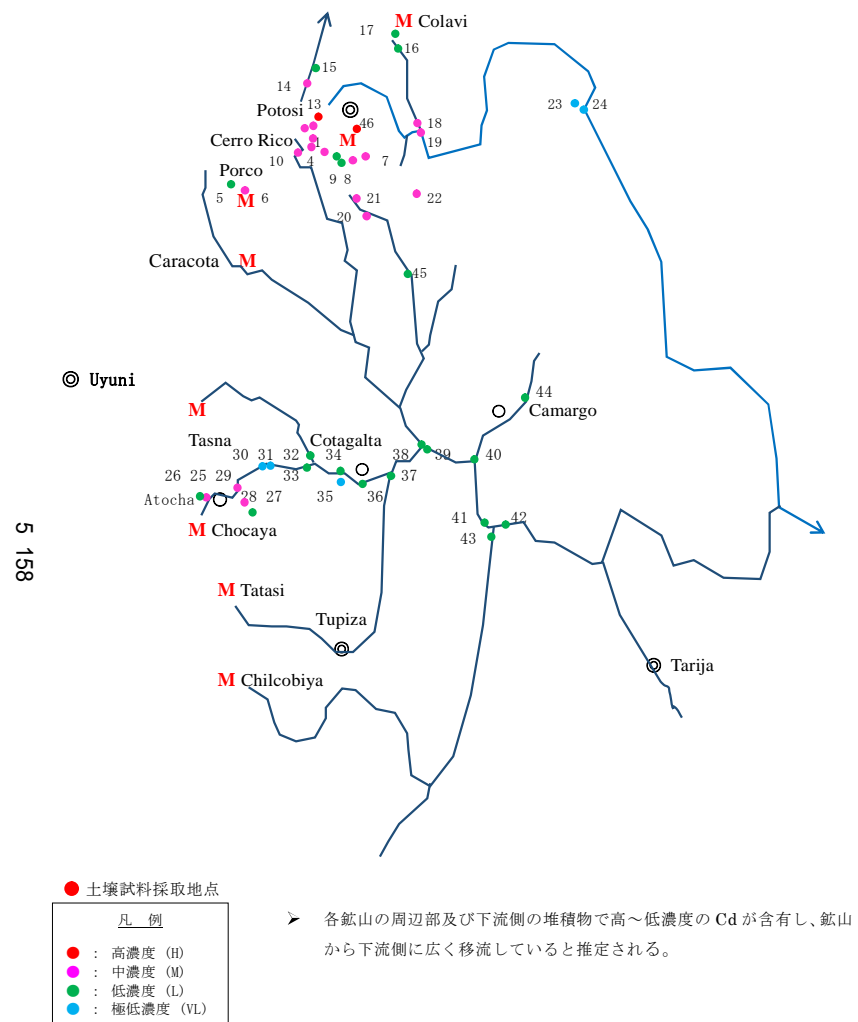 17 M Colavi
16
15
14
13
Potosi
46
M
18
19
23 24
Cerro Rico 1
10 4 7
9 8
Porco
5 M 6
21 22
20
Caracota M
45
Uyuni
M
44
Camargo
Tasna Cotagalta
30 31 32 34 38 39 40
26 25 29 33 37
Atocha 28 27 35 36
M Chocaya
41 42
43
M Tatasi
Tupiza
Tarija
M Chilcobiya
5 158
土壌試料採取地点
凡 例
: 高濃度 (H)
: 中濃度 (M)
: 低濃度 (L)
: 極低濃度 (VL)
➢ 各鉱山の周辺部及び下流側の堆積物で高～低濃度の Cd が含有し、鉱山
から下流側に広く移流していると推定される。